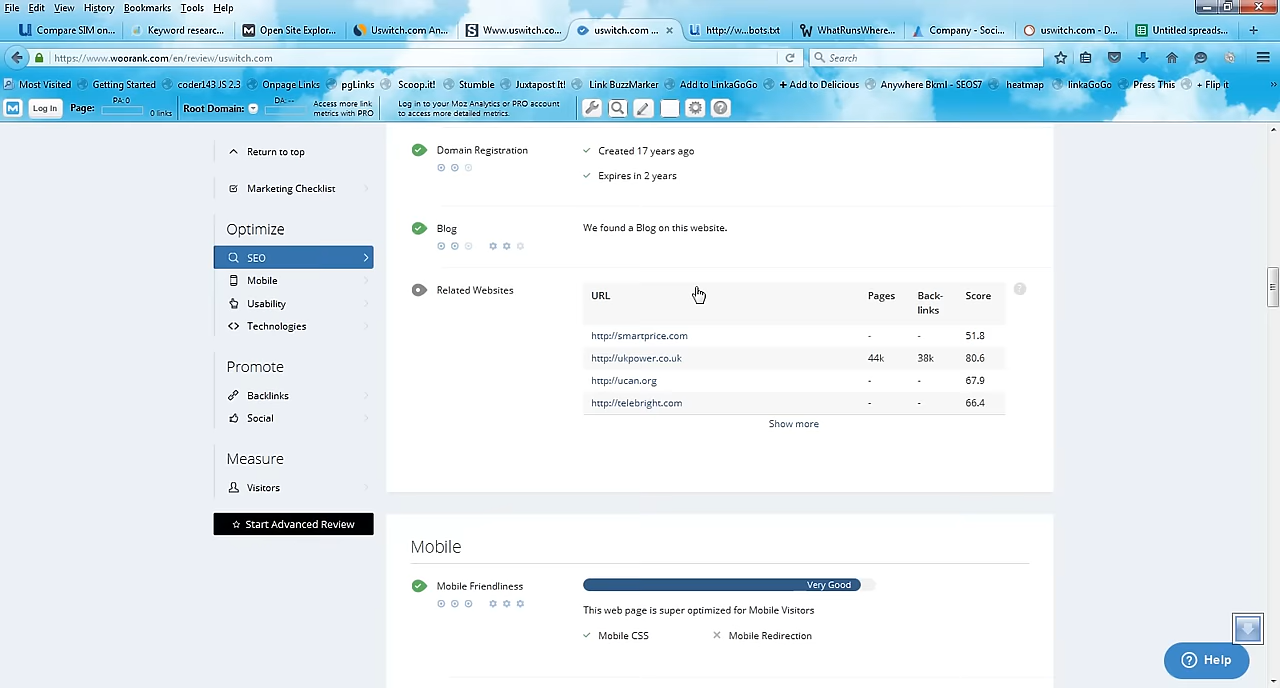 File Edit View History Bookmarks Tools Help
Compare SIM on... Keyword researc... Open Site Explor... Uswitch.com An... Www.uswitch.co... uswitch.com ... http://w...bots.txt WhatRunsWhere... Company - Soci... uswitch.com - D... Untitled spreads...
https://www.woorank.com/en/review/uswitch.com Search
Most Visited Getting Started coder143 JS 2.3 Onpage Links pgLinks Scoop.it! Stumble Juxtapost It! Link BuzzMarker Add to LinkaGoGo + Add to Delicious Anywhere Bkml - SEOS7 heatmap linkaGoGo Press This + Flip it
Log In Page: DA: 0 0 links Root Domain: DA: -- Access more link metrics with PRO Log in to your Moz Analytics or PRO account to access more detailed metrics.
Return to top
Marketing Checklist
Optimize
SEO
Mobile
Usability
Technologies
Promote
Backlinks
Social
Measure
Visitors
Start Advanced Review
Domain Registration
Created 17 years ago
Expires in 2 years
Blog
We found a Blog on this website.
Related Websites
URL Pages Back-links Score
http://smartprice.com - - 51.8
http://ukpower.co.uk 44k 38k 80.6
http://ucan.org - - 67.9
http://telebright.com - - 66.4
Show more
Mobile
Mobile Friendliness
Very Good
This web page is super optimized for Mobile Visitors
Mobile CSS Mobile Redirection
Help